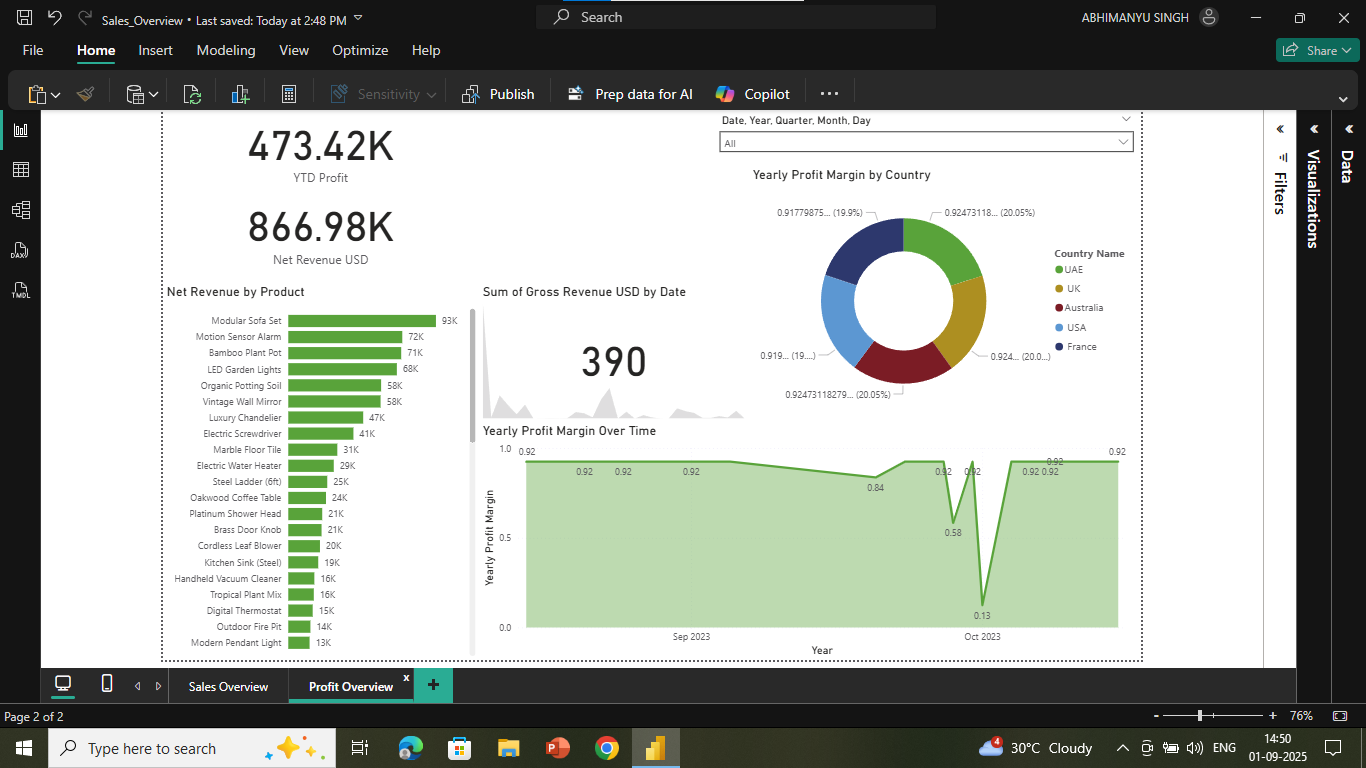 Sales_Overview • Last saved: Today at 2:48 PM
Search
ABHIMANYU SINGH
File Home Insert Modeling View Optimize Help
Share
Sensitivity
Publish
Prep data for AI
Copilot
473.42K
YTD Profit
866.98K
Net Revenue USD
Date, Year, Quarter, Month, Day
All
Net Revenue by Product
Modular Sofa Set 93K
Motion Sensor Alarm 72K
Bamboo Plant Pot 71K
LED Garden Lights 68K
Organic Potting Soil 58K
Vintage Wall Mirror 58K
Luxury Chandelier 47K
Electric Screwdriver 41K
Marble Floor Tile 31K
Electric Water Heater 29K
Steel Ladder (6ft) 25K
Oakwood Coffee Table 24K
Platinum Shower Head 21K
Brass Door Knob 21K
Cordless Leaf Blower 20K
Kitchen Sink (Steel) 19K
Handheld Vacuum Cleaner 16K
Tropical Plant Mix 16K
Digital Thermostat 15K
Outdoor Fire Pit 14K
Modern Pendant Light 13K
Sum of Gross Revenue USD by Date
390
Yearly Profit Margin by Country
0.91779875... (19.9%)
0.92473118... (20.05%)
0.919... (19....)
0.924... (20.0...)
0.92473118279... (20.05%)
Country Name
UAE
UK
Australia
USA
France
Yearly Profit Margin Over Time
Yearly Profit Margin
1.0
0.5
0.0
0.92
0.92
0.92
0.92
0.84
0.92
0.58
0.92
0.13
0.92
0.92
0.92
0.92
Sep 2023
Oct 2023
Year
Filters
Visualizations
Data
DAX
TMDL
Sales Overview
Profit Overview
x
+
Page 2 of 2
- + 76%
Type here to search
4
30°C Cloudy
ENG
14:50
01-09-2025